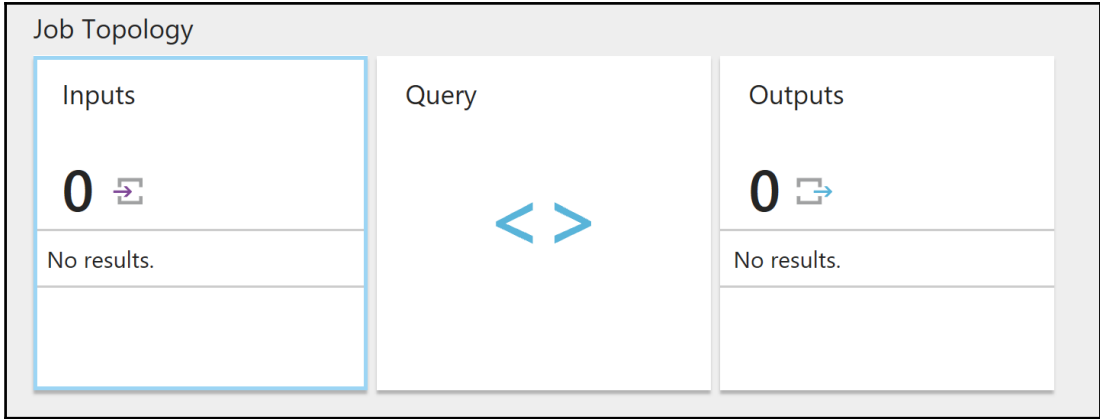 Job Topology
Inputs
0
No results.
Query
< >
Outputs
0
No results.